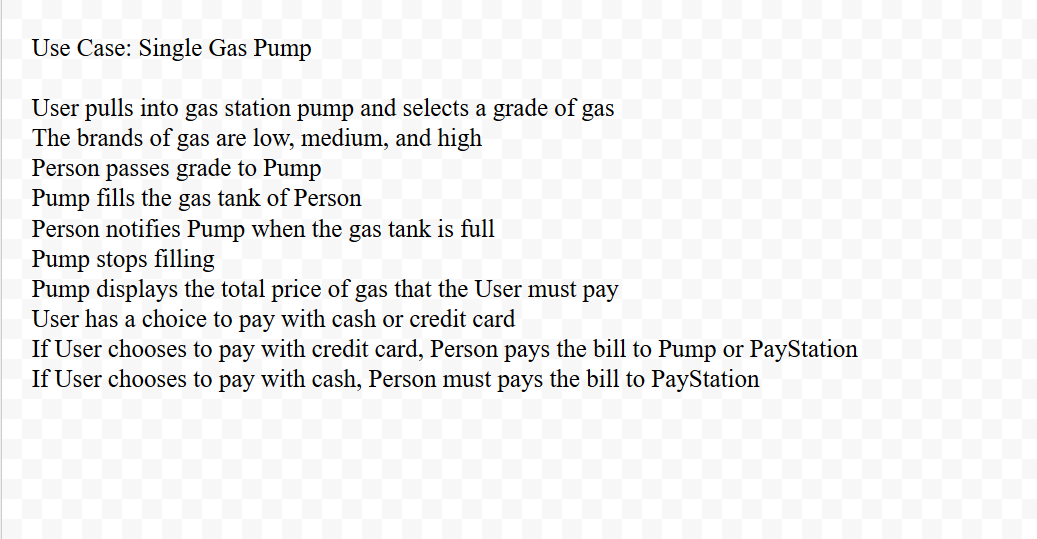 Use Case: Single Gas Pump
User pulls into gas station pump and selects a grade of gas
The brands of gas are low, medium, and high
Person passes grade to Pump
Pump fills the gas tank of Person
Person notifies Pump when the gas tank is full
Pump stops filling
Pump displays the total price of gas that the User must pay
User has a choice to pay with cash or credit card
If User chooses to pay with credit card, Person pays the bill to Pump or PayStation
If User chooses to pay with cash, Person must pays the bill to PayStation